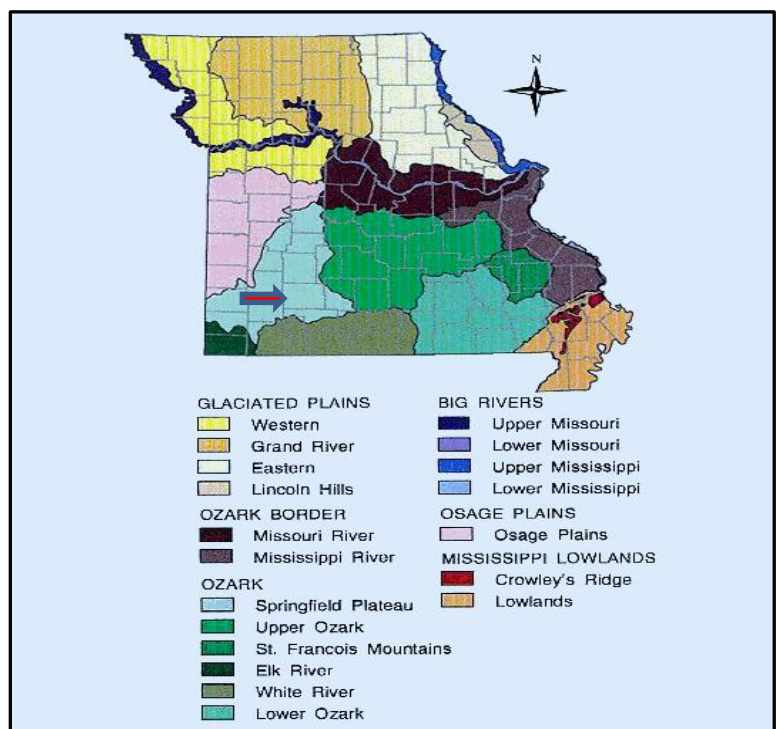 N
GLACIATED PLAINS
Western
Grand River
Eastern
Lincoln Hills
OZARK BORDER
Missouri River
Mississippi River
OZARK
Springfield Plateau
Upper Ozark
St. Francois Mountains
Elk River
White River
Lower Ozark
BIG RIVERS
Upper Missouri
Lower Missouri
Upper Mississippi
Lower Mississippi
OSAGE PLAINS
Osage Plains
MISSISSIPPI LOWLANDS
Crowley's Ridge
Lowlands